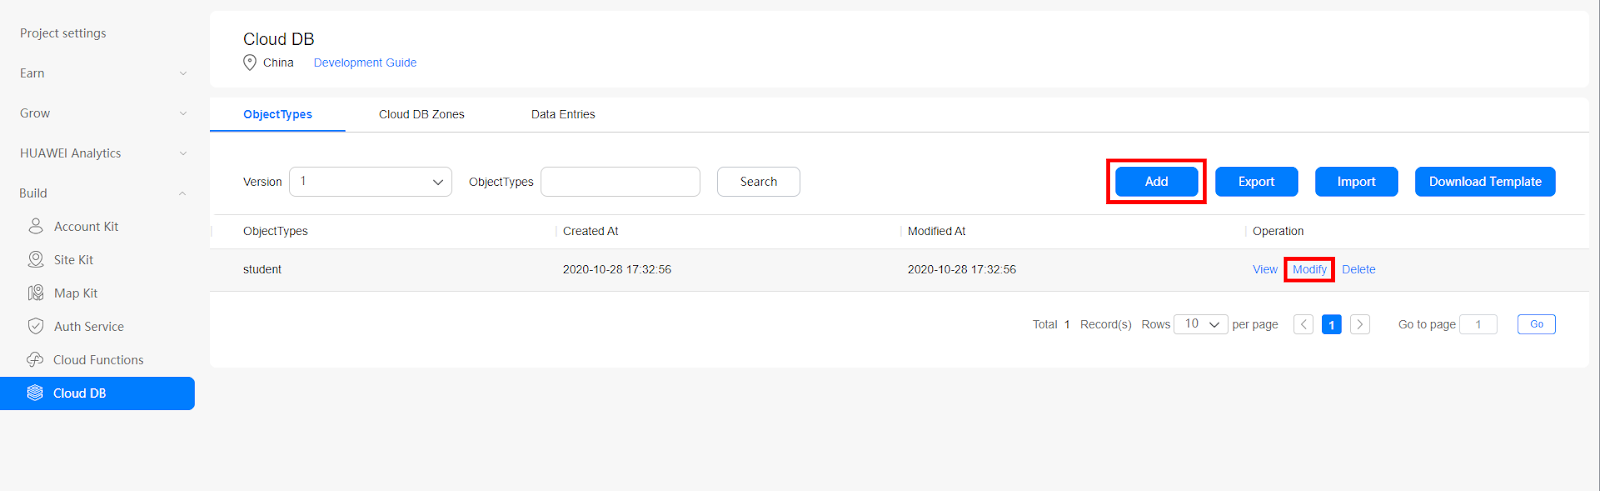 Project settings
Earn
Grow
HUAWEI Analytics
Build
Account Kit
Site Kit
Map Kit
Auth Service
Cloud Functions
Cloud DB
Cloud DB
China Development Guide
ObjectTypes Cloud DB Zones Data Entries
Version 1 ObjectTypes Search Add Export Import Download Template
ObjectTypes Created At Modified At Operation
student 2020-10-28 17:32:56 2020-10-28 17:32:56 View Modify Delete
Total 1 Record(s) Rows 10 per page 1 Go to page 1 Go